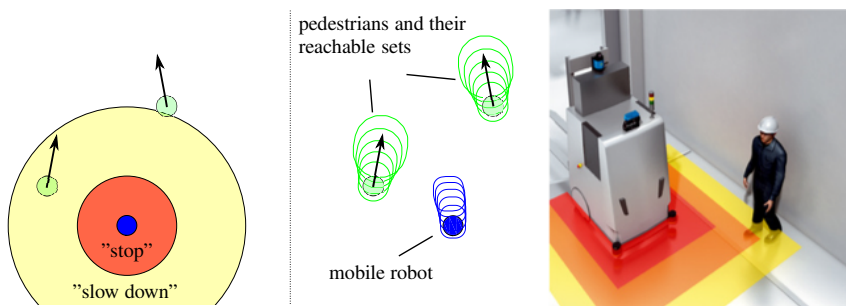 "stop"
"slow down"
pedestrians and their
reachable sets
mobile robot